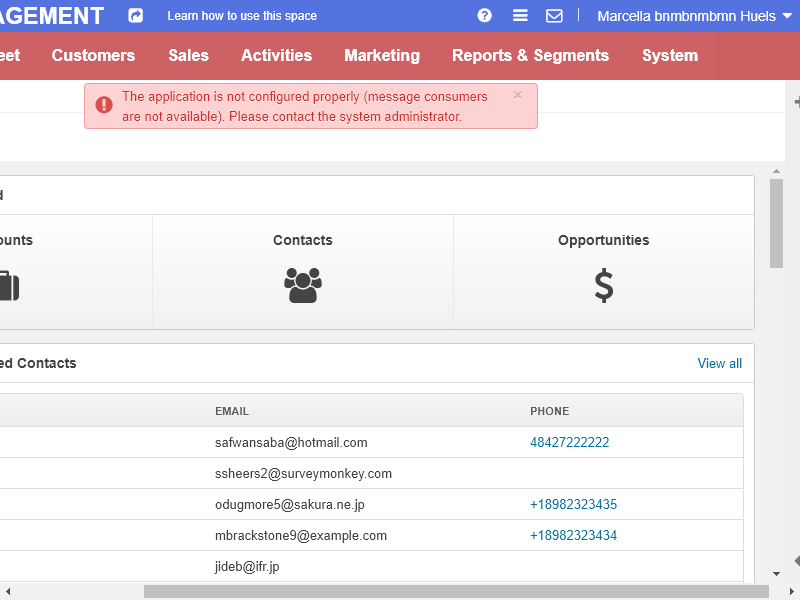 AGEMENT Learn how to use this space Marcella bnmbnmbmn Huels
eet Customers Sales Activities Marketing Reports & Segments System
The application is not configured properly (message consumers ×
are not available). Please contact the system administrator.
d
ounts Contacts Opportunities
ed Contacts View all
EMAIL PHONE
safwansaba@hotmail.com 48427222222
ssheers2@surveymonkey.com
odugmore5@sakura.ne.jp +18982323435
mbrackstone9@example.com +18982323434
jideb@ifr.jp